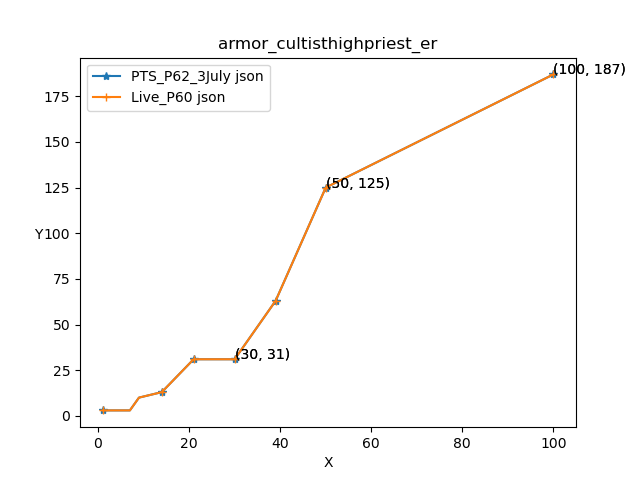 armor_cultisthighpriest_er
PTS_P62_3July json
Live_P60 json
(100, 187)
175
150
(50, 125)
125
Y
100
75
50
(30, 31)
25
0
0 20 40 60 80 100
X